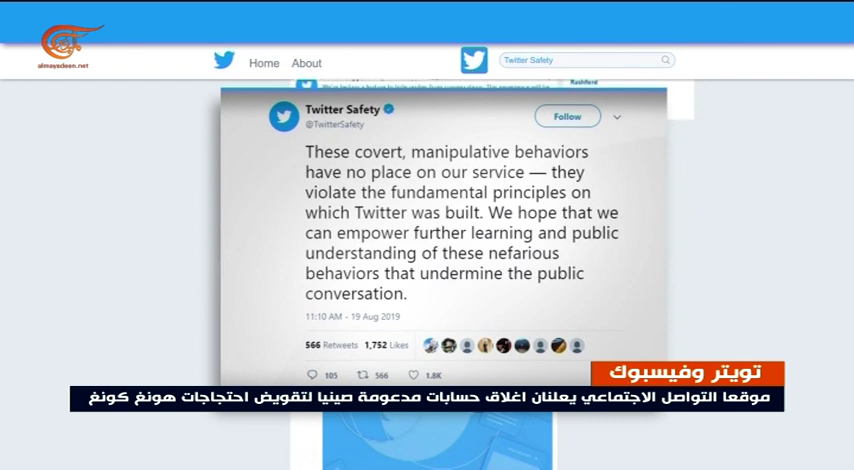 almayadeen.net
Home About
Twitter Safety
Rashford
Twitter Safety
@TwitterSafety
Follow
These covert, manipulative behaviors
have no place on our service — they
violate the fundamental principles on
which Twitter was built. We hope that we
can empower further learning and public
understanding of these nefarious
behaviors that undermine the public
conversation.
11:10 AM - 19 Aug 2019
566 Retweets 1,752 Likes
105 566 1.8K
تويتر وفيسبوك
موقعا التواصل الاجتماعي يعلنان اغلاق حسابات مدعومة صينيا لتقويض احتجاجات هونغ كونغ